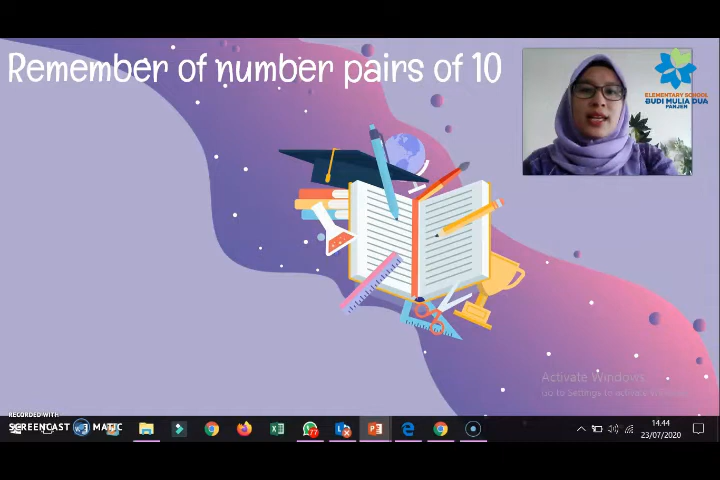 Remember of number pairs of 10
ELEMENTARY SCHOOL
BUDI MULIA DUA
PANJEN
Activate Windows
Go to Settings to activate Windows.
RECORDED WITH
SCREENCAST MATIC
77
14.44
23/07/2020